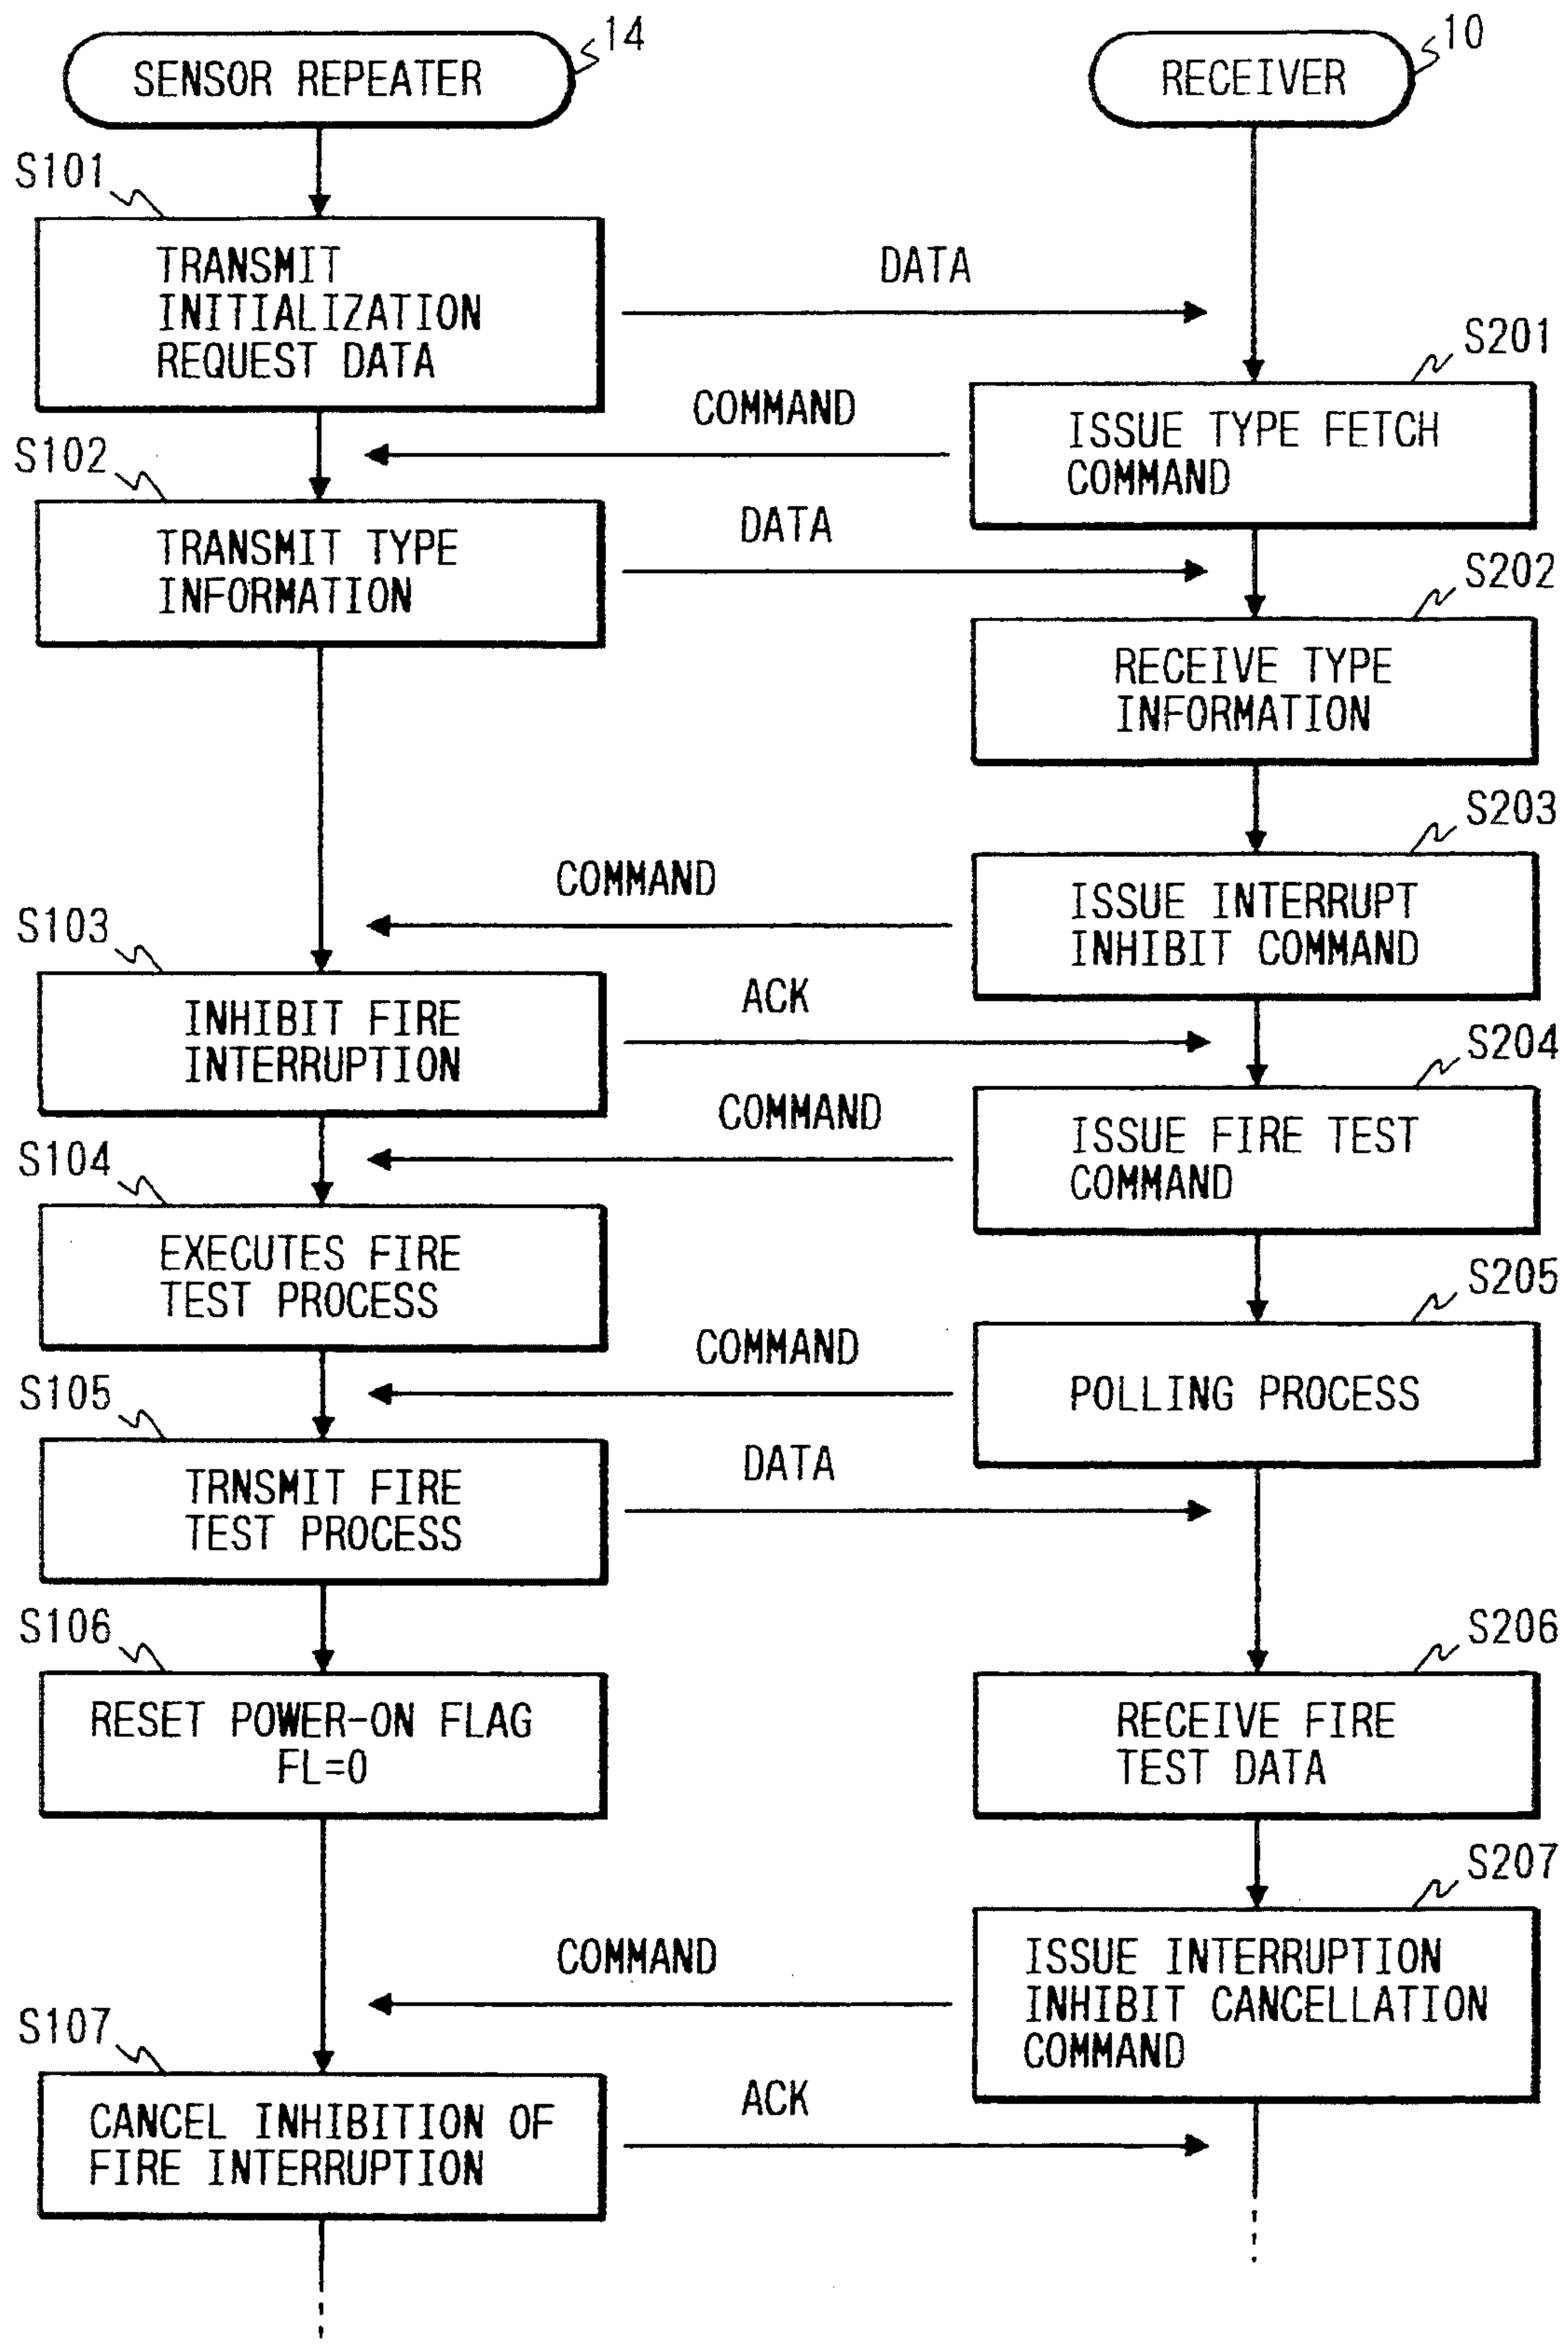 SENSOR REPEATER
14
RECEIVER
10
S101
TRANSMIT
INITIALIZATION
REQUEST DATA
DATA
S201
ISSUE TYPE FETCH
COMMAND
COMMAND
S102
TRANSMIT TYPE
INFORMATION
DATA
S202
RECEIVE TYPE
INFORMATION
S203
ISSUE INTERRUPT
INHIBIT COMMAND
COMMAND
S103
INHIBIT FIRE
INTERRUPTION
ACK
S204
ISSUE FIRE TEST
COMMAND
COMMAND
S104
EXECUTES FIRE
TEST PROCESS
S205
POLLING PROCESS
COMMAND
S105
TRNSMIT FIRE
TEST PROCESS
DATA
S106
RESET POWER-ON FLAG
FL=0
S206
RECEIVE FIRE
TEST DATA
S207
ISSUE INTERRUPTION
INHIBIT CANCELLATION
COMMAND
COMMAND
S107
CANCEL INHIBITION OF
FIRE INTERRUPTION
ACK